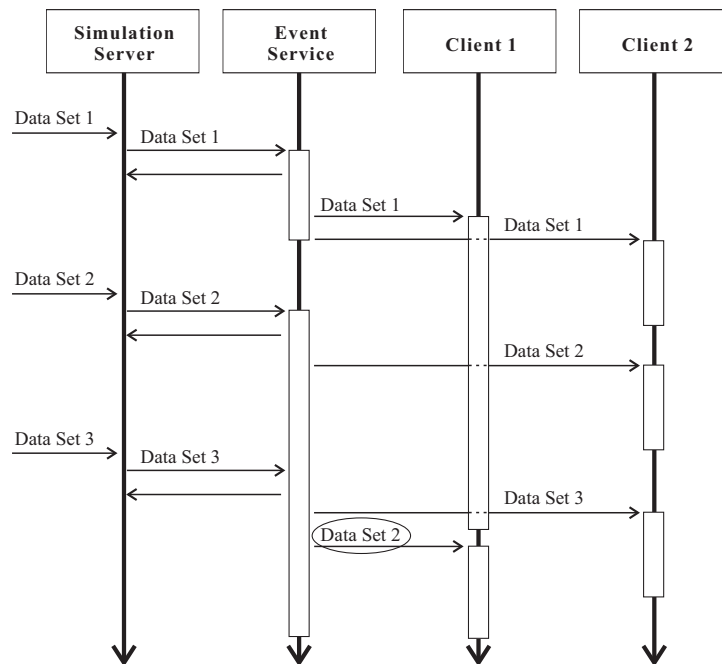 Simulation
Server
Event
Service
Client 1
Client 2
Data Set 1
Data Set 1
Data Set 1
Data Set 1
Data Set 2
Data Set 2
Data Set 2
Data Set 3
Data Set 3
Data Set 3
Data Set 2